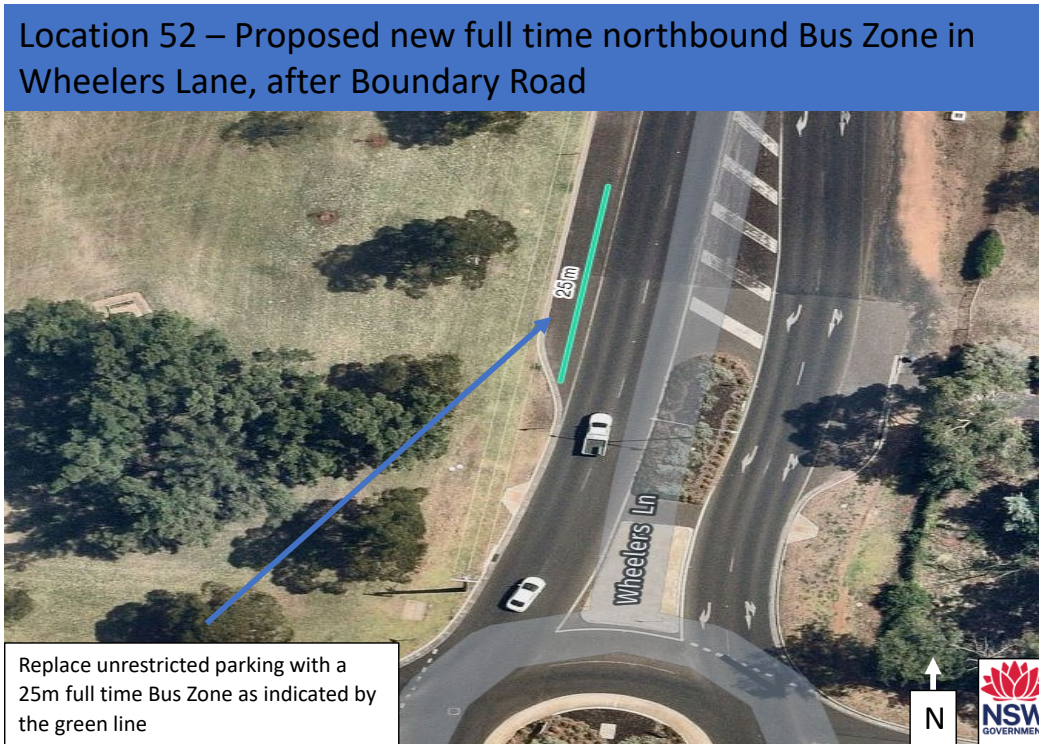 Location 52 – Proposed new full time northbound Bus Zone in
Wheelers Lane, after Boundary Road
25 m
Wheelers Ln
Replace unrestricted parking with a
25m full time Bus Zone as indicated by
the green line
N
NSW
GOVERNMENT